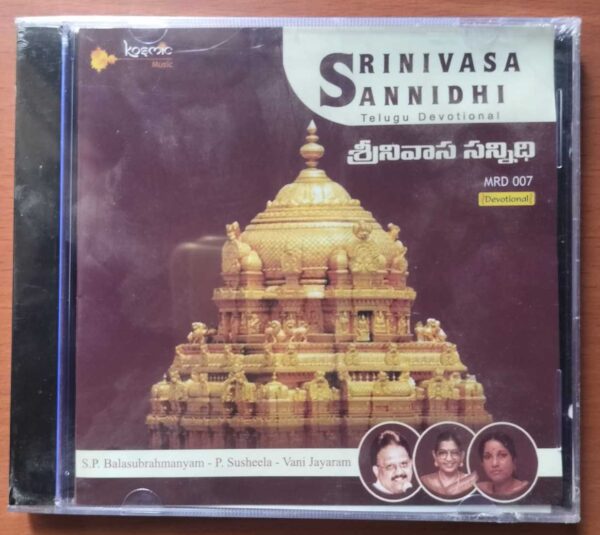 kosmic
Music
SRINIVASA
SANNIDHI
Telugu Devotional
శ్రీనివాస సన్నిధి
MRD 007
Devotional
S.P. Balasubrahmanyam - P. Susheela - Vani Jayaram